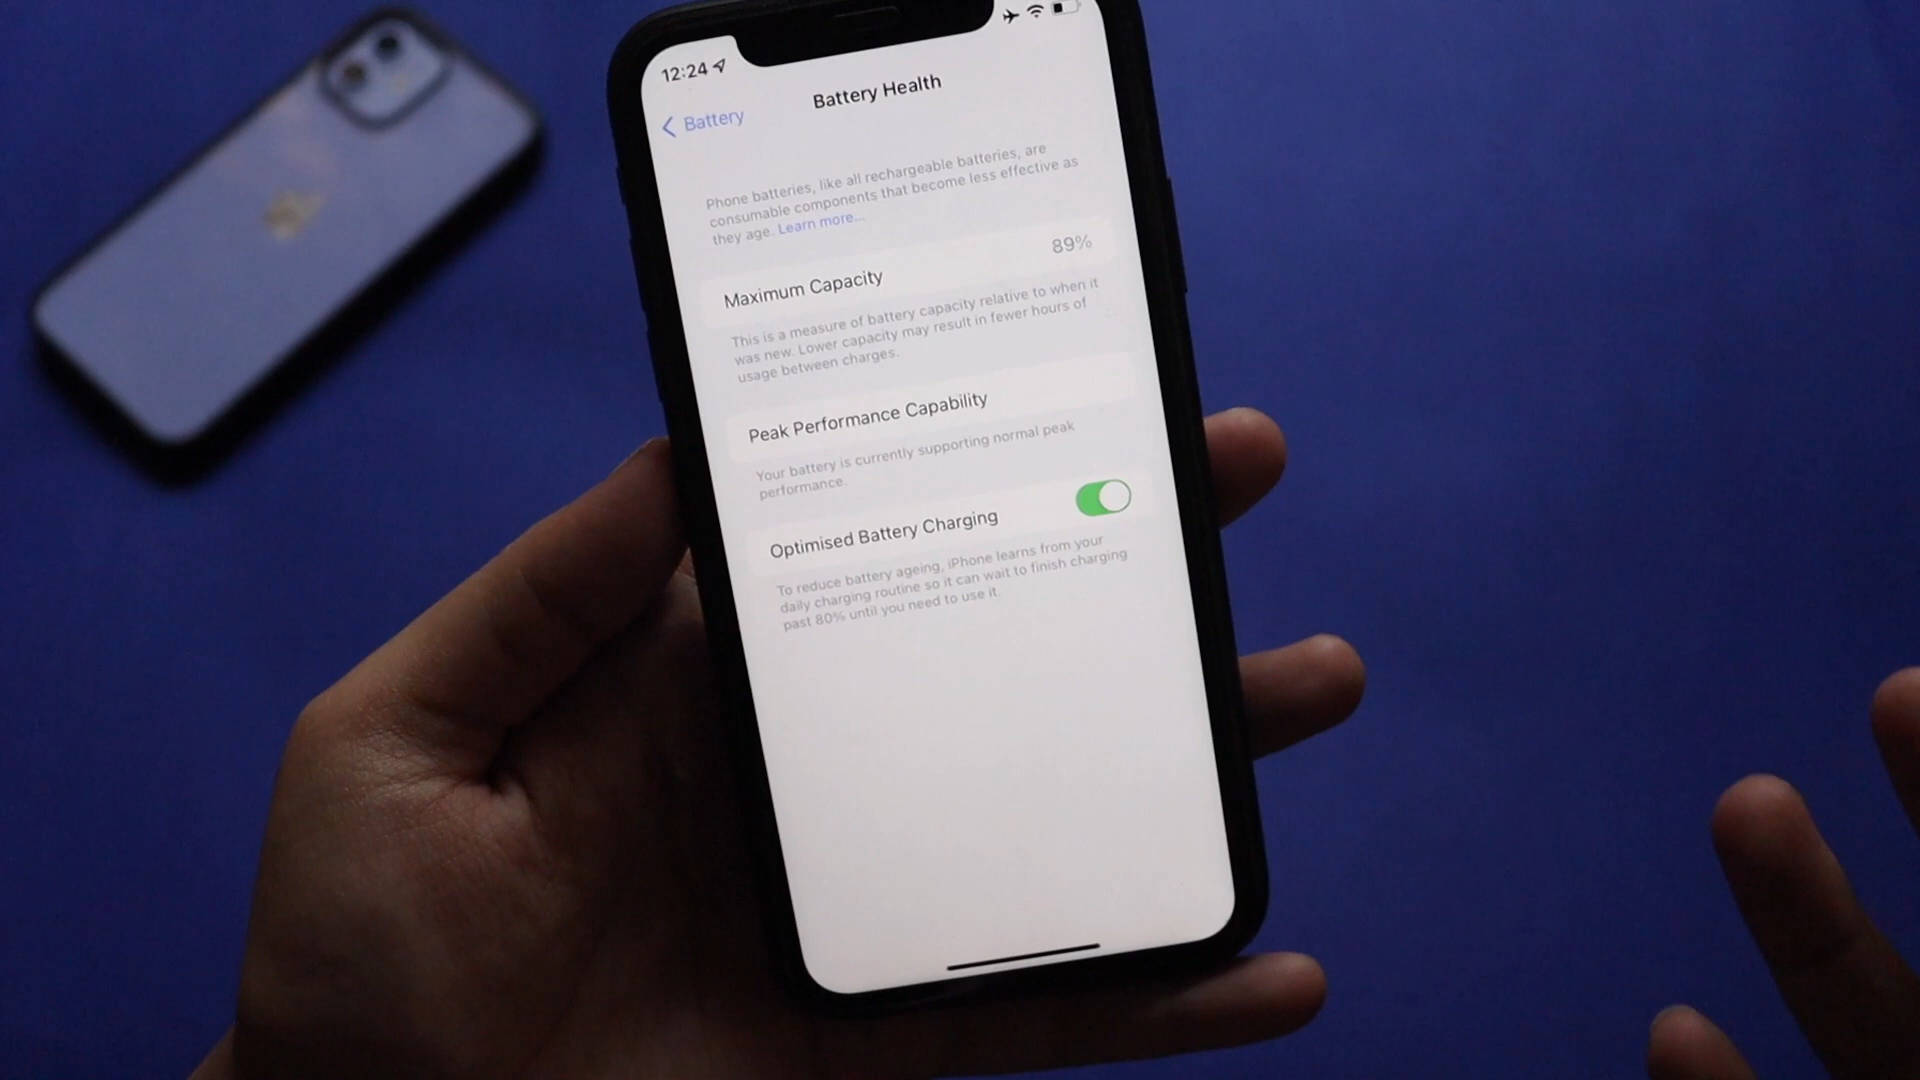 12:24
Battery
Battery Health
Phone batteries, like all rechargeable batteries, are
consumable components that become less effective as
they age. Learn more...
Maximum Capacity 89%
This is a measure of battery capacity relative to when it
was new. Lower capacity may result in fewer hours of
usage between charges.
Peak Performance Capability
Your battery is currently supporting normal peak
performance.
Optimised Battery Charging
To reduce battery ageing, iPhone learns from your
daily charging routine so it can wait to finish charging
past 80% until you need to use it.